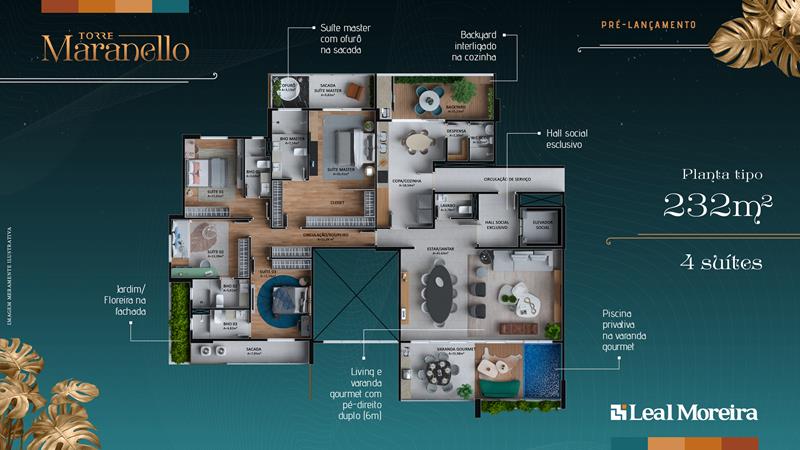 TORRE
Maranello
Suíte master
com ofurô
na sacada
Backyard
interligado
na cozinha
PRÉ-LANÇAMENTO
Hall social
exclusivo
Planta tipo
232m²
4 suítes
Jardim/
Floreira na
fachada
Living e
varanda
gourmet com
pé-direito
duplo (6m)
Piscina
privativa
na varanda
gourmet
Leal Moreira
IMAGEM MERAMENTE ILUSTRATIVA
OFURÔ
SACADA
SUÍTE MASTER
BACKYARD
BHO MASTER
SUÍTE MASTER
DESPENSA
COPA/COZINHA
CIRCULAÇÃO DE SERVIÇO
SUÍTE 01
CLOSET
LAVABO
HALL SOCIAL
EXCLUSIVO
ELEVADOR
SOCIAL
CIRCULAÇÃO/ROUPEIRO
SUÍTE 02
ESTAR/JANTAR
SUÍTE 03
BHO 02
BHO 03
SACADA
VARANDA GOURMET